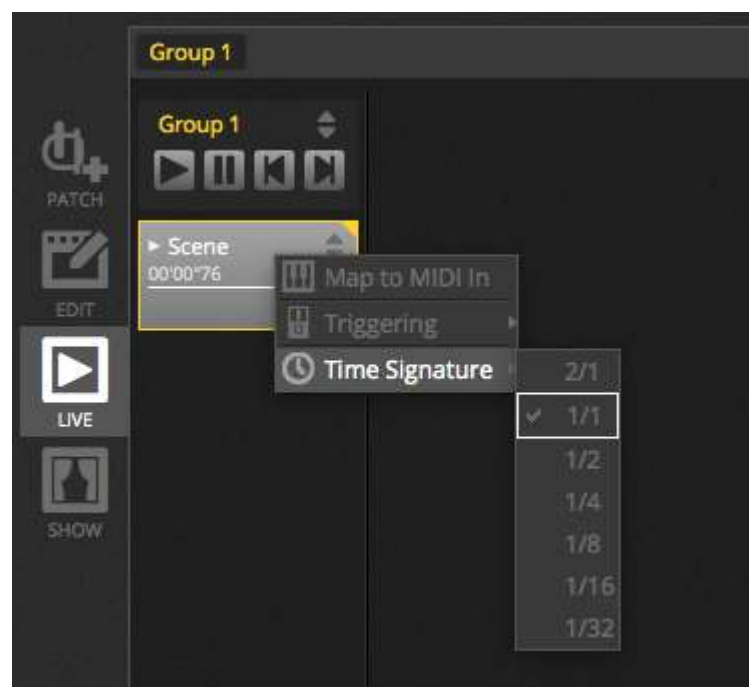 Group 1
Group 1
PATCH
Scene
00'00"76
Map to MIDI In
EDIT
Triggering
Time Signature
2/1
LIVE
1/1
1/2
1/4
SHOW
1/8
1/16
1/32